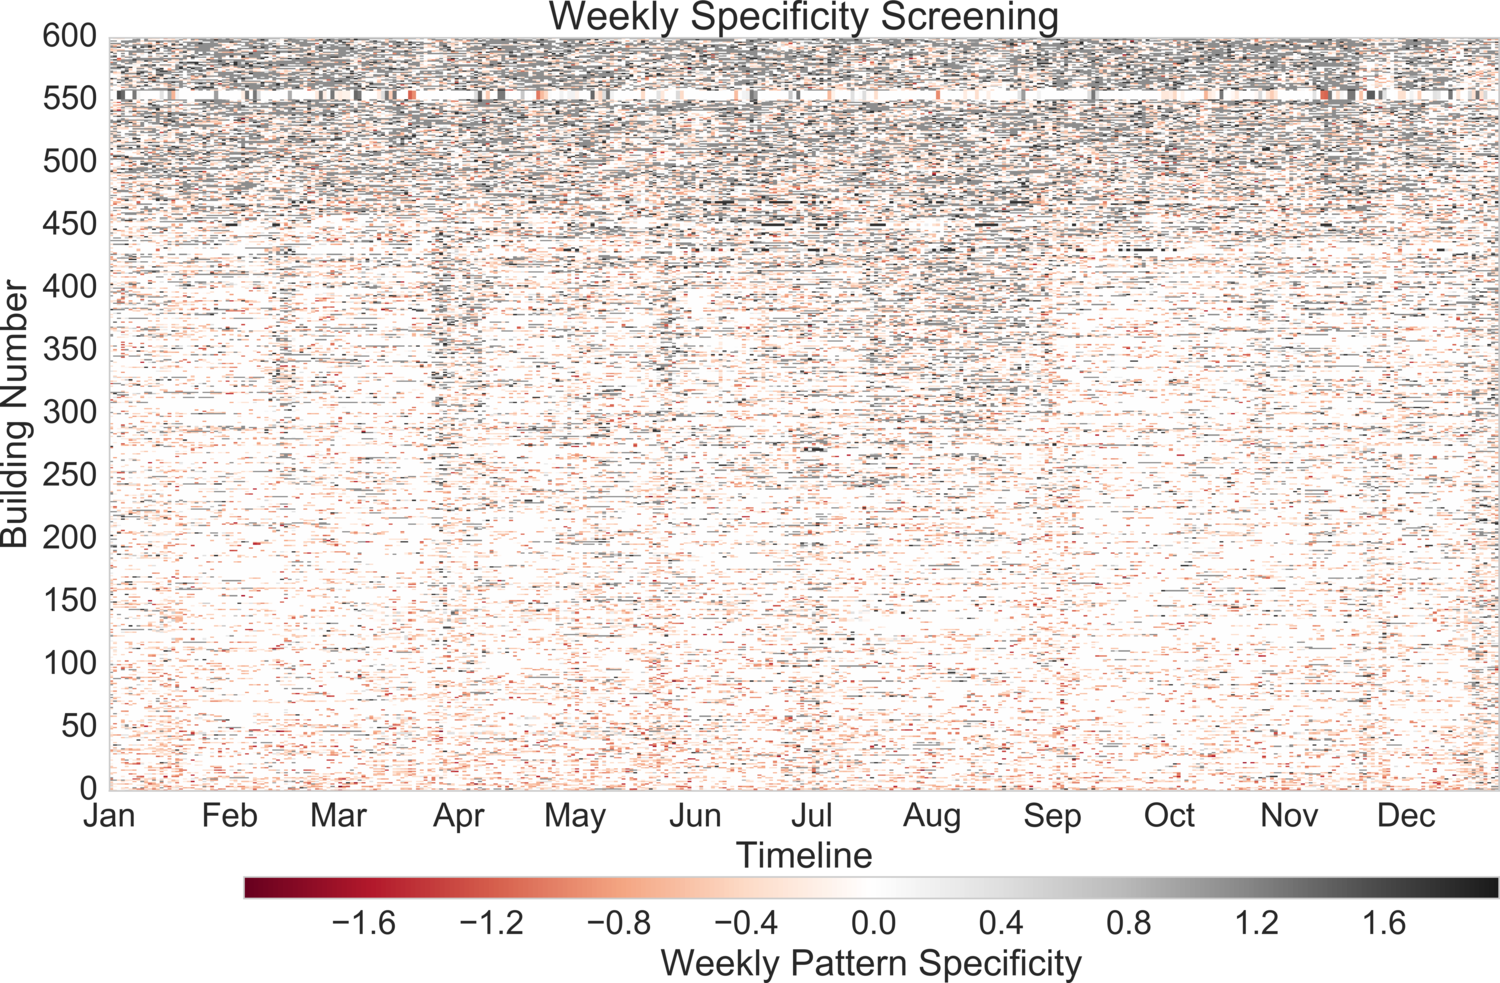 Weekly Specificity Screening
600
550
500
450
400
350
300
250
200
150
100
50
0
Building Number
Jan Feb Mar Apr May Jun Jul Aug Sep Oct Nov Dec
Timeline
−1.6 −1.2 −0.8 −0.4 0.0 0.4 0.8 1.2 1.6
Weekly Pattern Specificity